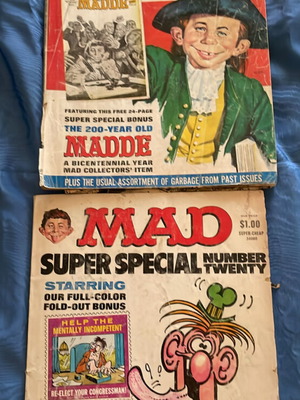 MADDE
FEATURING THIS FREE 24-PAGE
SUPER SPECIAL BONUS
THE 200-YEAR OLD
MADDE
A BICENTENNIAL YEAR
MAD COLLECTORS' ITEM
PLUS THE USUAL ASSORTMENT OF GARBAGE FROM PAST ISSUES
MAD
$1.00
SUPER SPECIAL NUMBER
TWENTY
STARRING
OUR FULL-COLOR
FOLD-OUT BONUS
HELP THE
MENTALLY INCOMPETENT
RE-ELECT YOUR CONGRESSMAN!